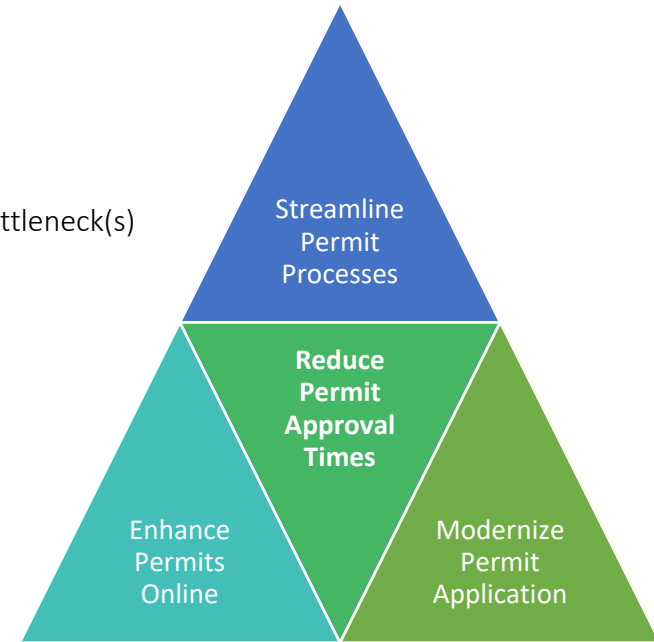 ttleneck(s)
Streamline
Permit
Processes
Reduce
Permit
Approval
Times
Enhance
Permits
Online
Modernize
Permit
Application